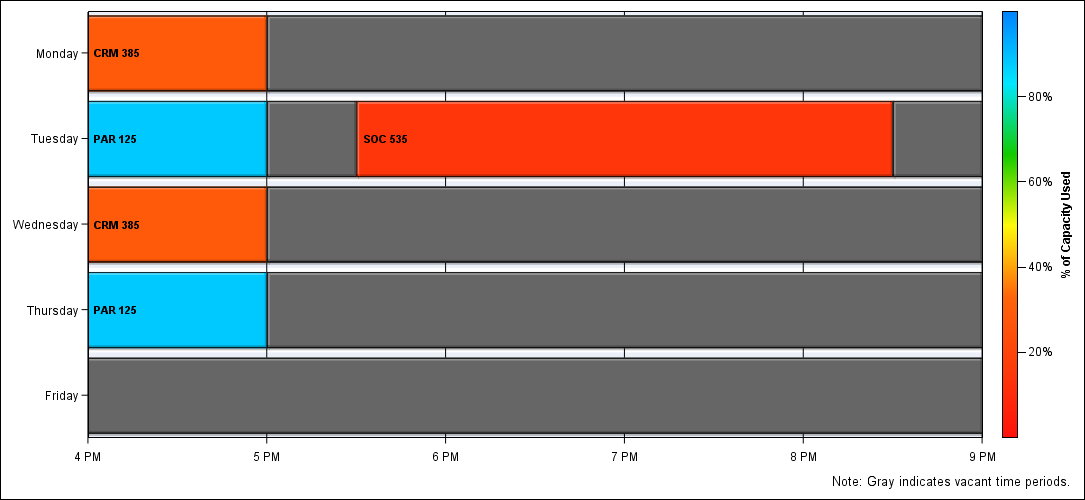 Monday
CRM 385
Tuesday
PAR 125
SOC 535
Wednesday
CRM 385
Thursday
PAR 125
Friday
4 PM
5 PM
6 PM
7 PM
8 PM
9 PM
80%
60%
40%
20%
% of Capacity Used
Note: Gray indicates vacant time periods.